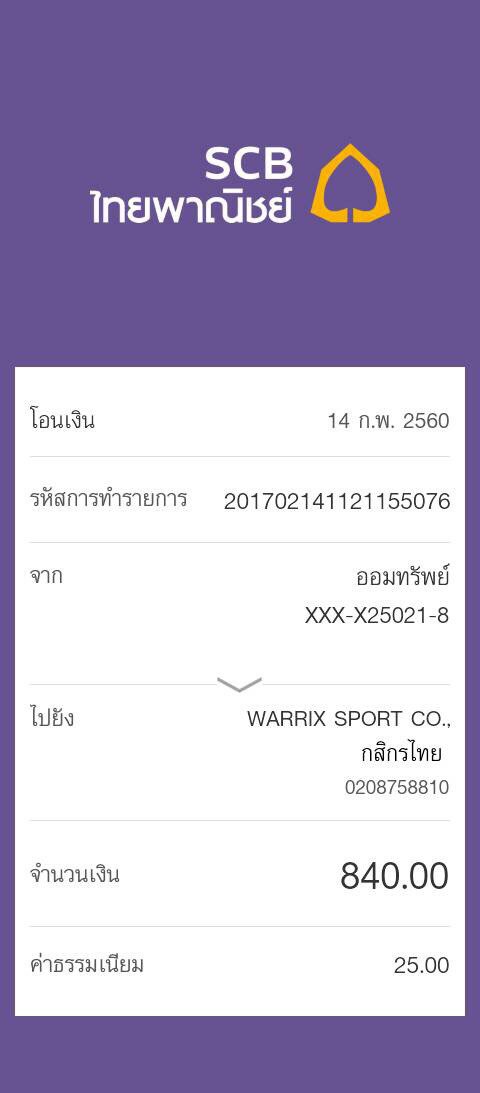 SCB
ไทยพาณิชย์
โอนเงิน 14 ก.พ. 2560
รหัสการทำรายการ 201702141121155076
จาก ออมทรัพย์
XXX-X25021-8
ไปยัง WARRIX SPORT CO.,
กสิกรไทย
0208758810
จำนวนเงิน 840.00
ค่าธรรมเนียม 25.00